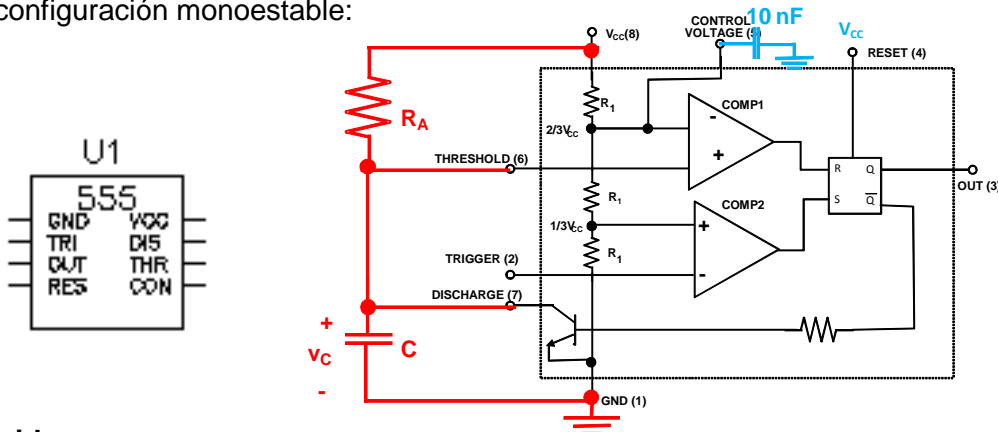 configuración monoestable:
U1
555
GND VCC
TRI DIS
OUT THR
RES CON
CONTROL
VOLTAGE (5)
10 nF
VCC
VCC(8)
RESET (4)
R1
COMP1
-
+
RA
2/3VCC
THRESHOLD (6)
R Q
S Q
OUT (3)
R1
COMP2
1/3VCC
+
-
R1
TRIGGER (2)
DISCHARGE (7)
+
vC
-
C
GND (1)